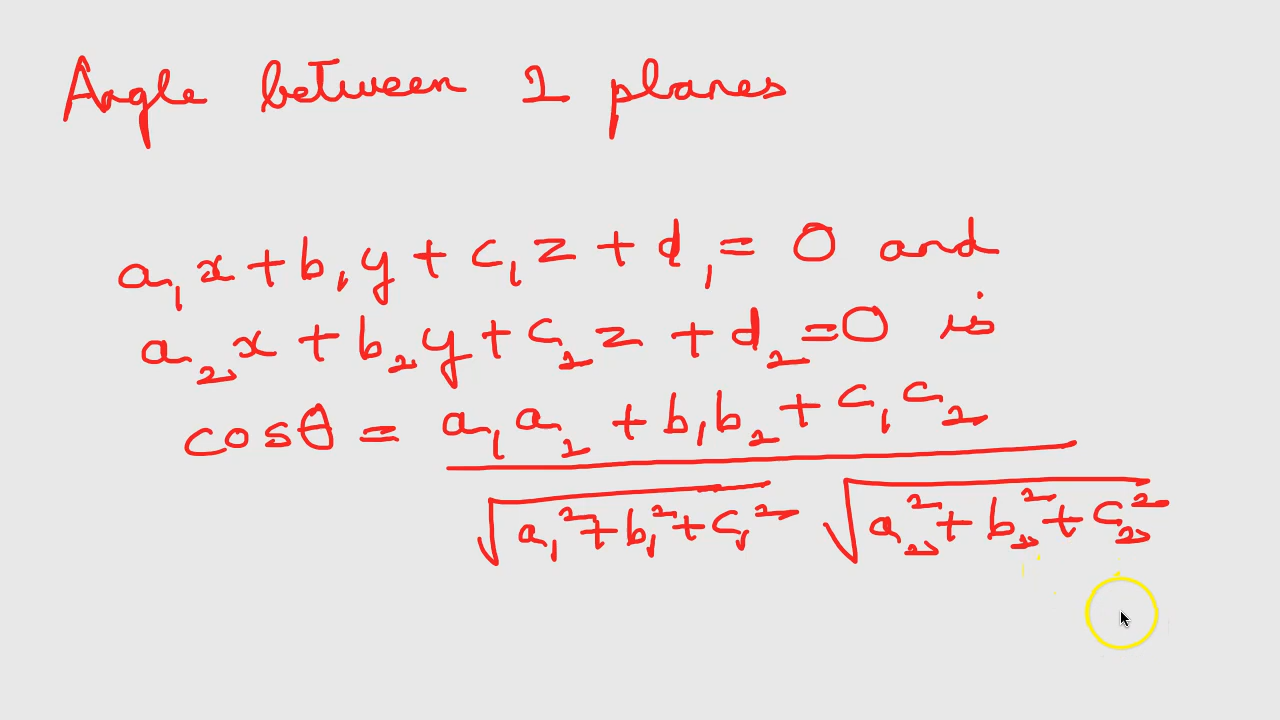 Angle between 2 planes
a₁x + b₁y + c₁z + d₁ = 0 and
a₂x + b₂y + c₂z + d₂ = 0 is
cosθ = a₁a₂ + b₁b₂ + c₁c₂
√a₁² + b₁² + c₁² √a₂² + b₂² + c₂²